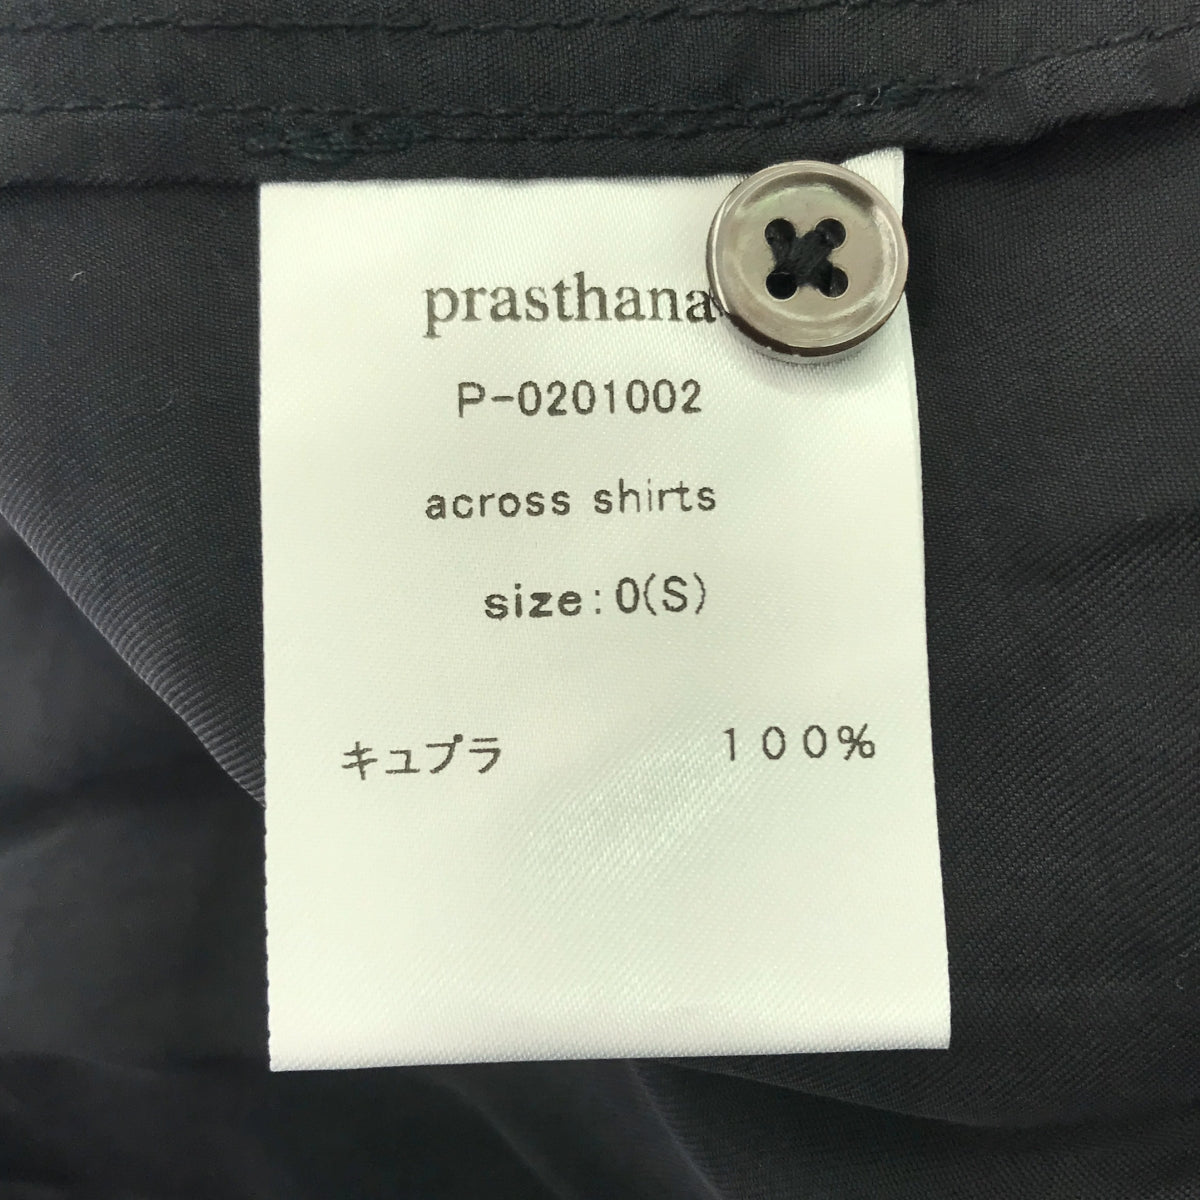 prasthana
P-0201002
across shirts
size:0(S)
キュプラ 100%